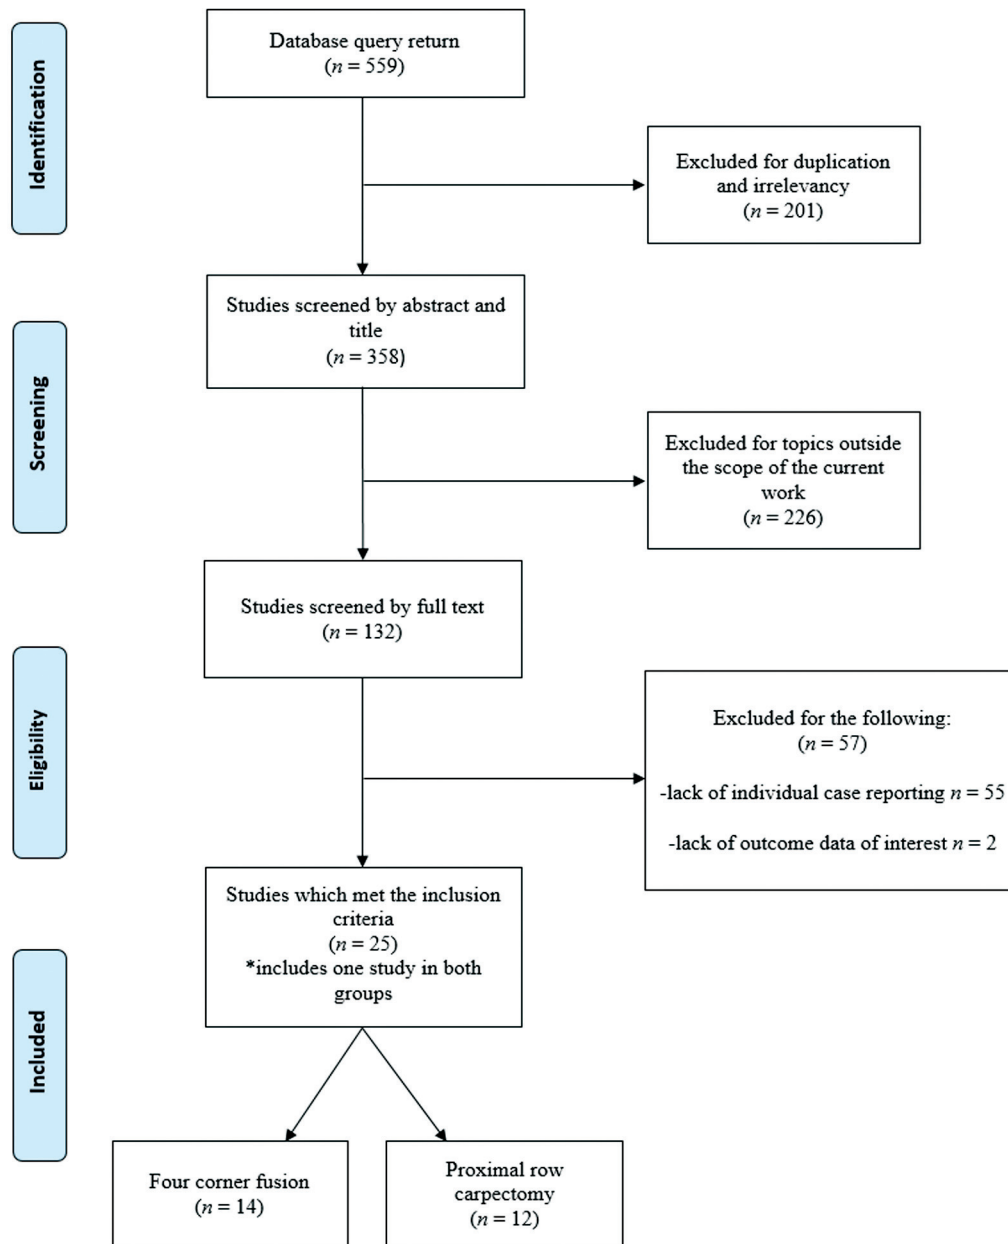 Identification
Database query return
(n = 559)
Excluded for duplication
and irrelevancy
(n = 201)
Screening
Studies screened by abstract and
title
(n = 358)
Excluded for topics outside
the scope of the current
work
(n = 226)
Studies screened by full text
(n = 132)
Eligibility
Excluded for the following:
(n = 57)
-lack of individual case reporting n = 55
-lack of outcome data of interest n = 2
Studies which met the inclusion
criteria
(n = 25)
*includes one study in both
groups
Included
Four corner fusion
(n = 14)
Proximal row
carpectomy
(n = 12)